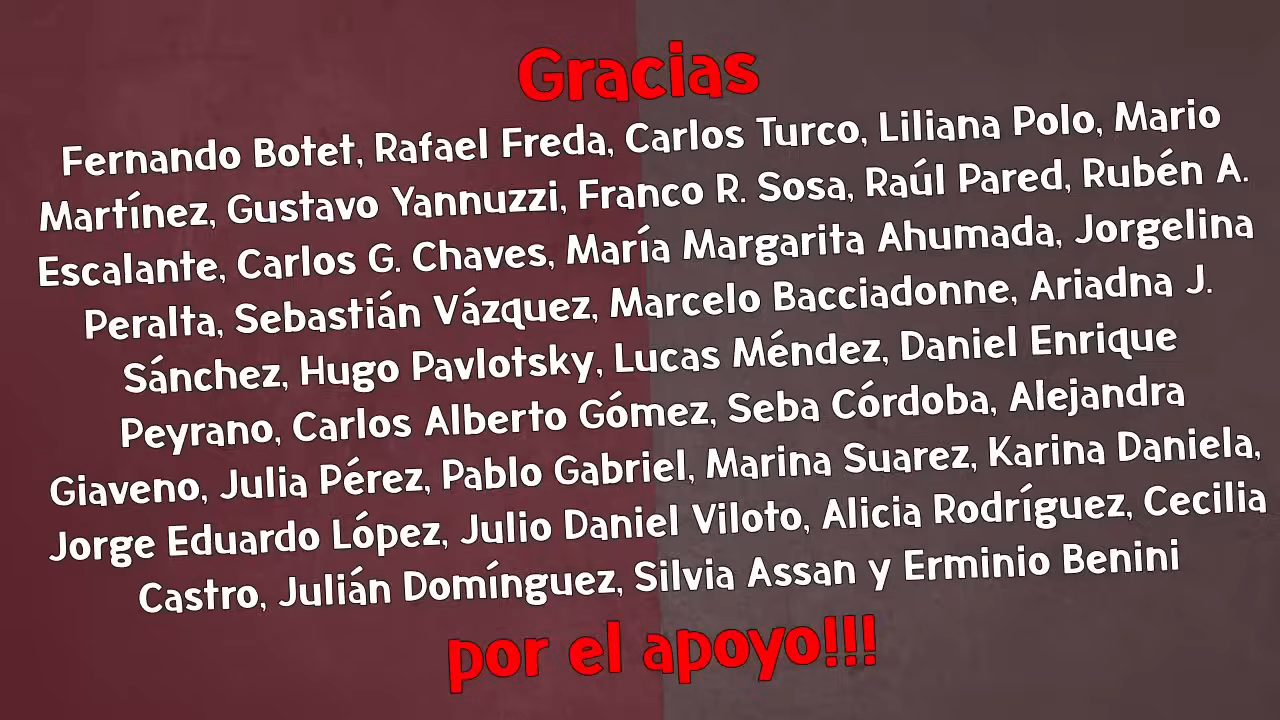 Gracias
Fernando Botet, Rafael Freda, Carlos Turco, Liliana Polo, Mario
Martínez, Gustavo Yannuzzi, Franco R. Sosa, Raúl Pared, Rubén A.
Escalante, Carlos G. Chaves, María Margarita Ahumada, Jorgelina
Peralta, Sebastián Vázquez, Marcelo Bacciadonne, Ariadna J.
Sánchez, Hugo Pavlotsky, Lucas Méndez, Daniel Enrique
Peyrano, Carlos Alberto Gómez, Seba Córdoba, Alejandra
Giaveno, Julia Pérez, Pablo Gabriel, Marina Suarez, Karina Daniela,
Jorge Eduardo López, Julio Daniel Viloto, Alicia Rodríguez, Cecilia
Castro, Julián Domínguez, Silvia Assan y Erminio Benini
por el apoyo!!!